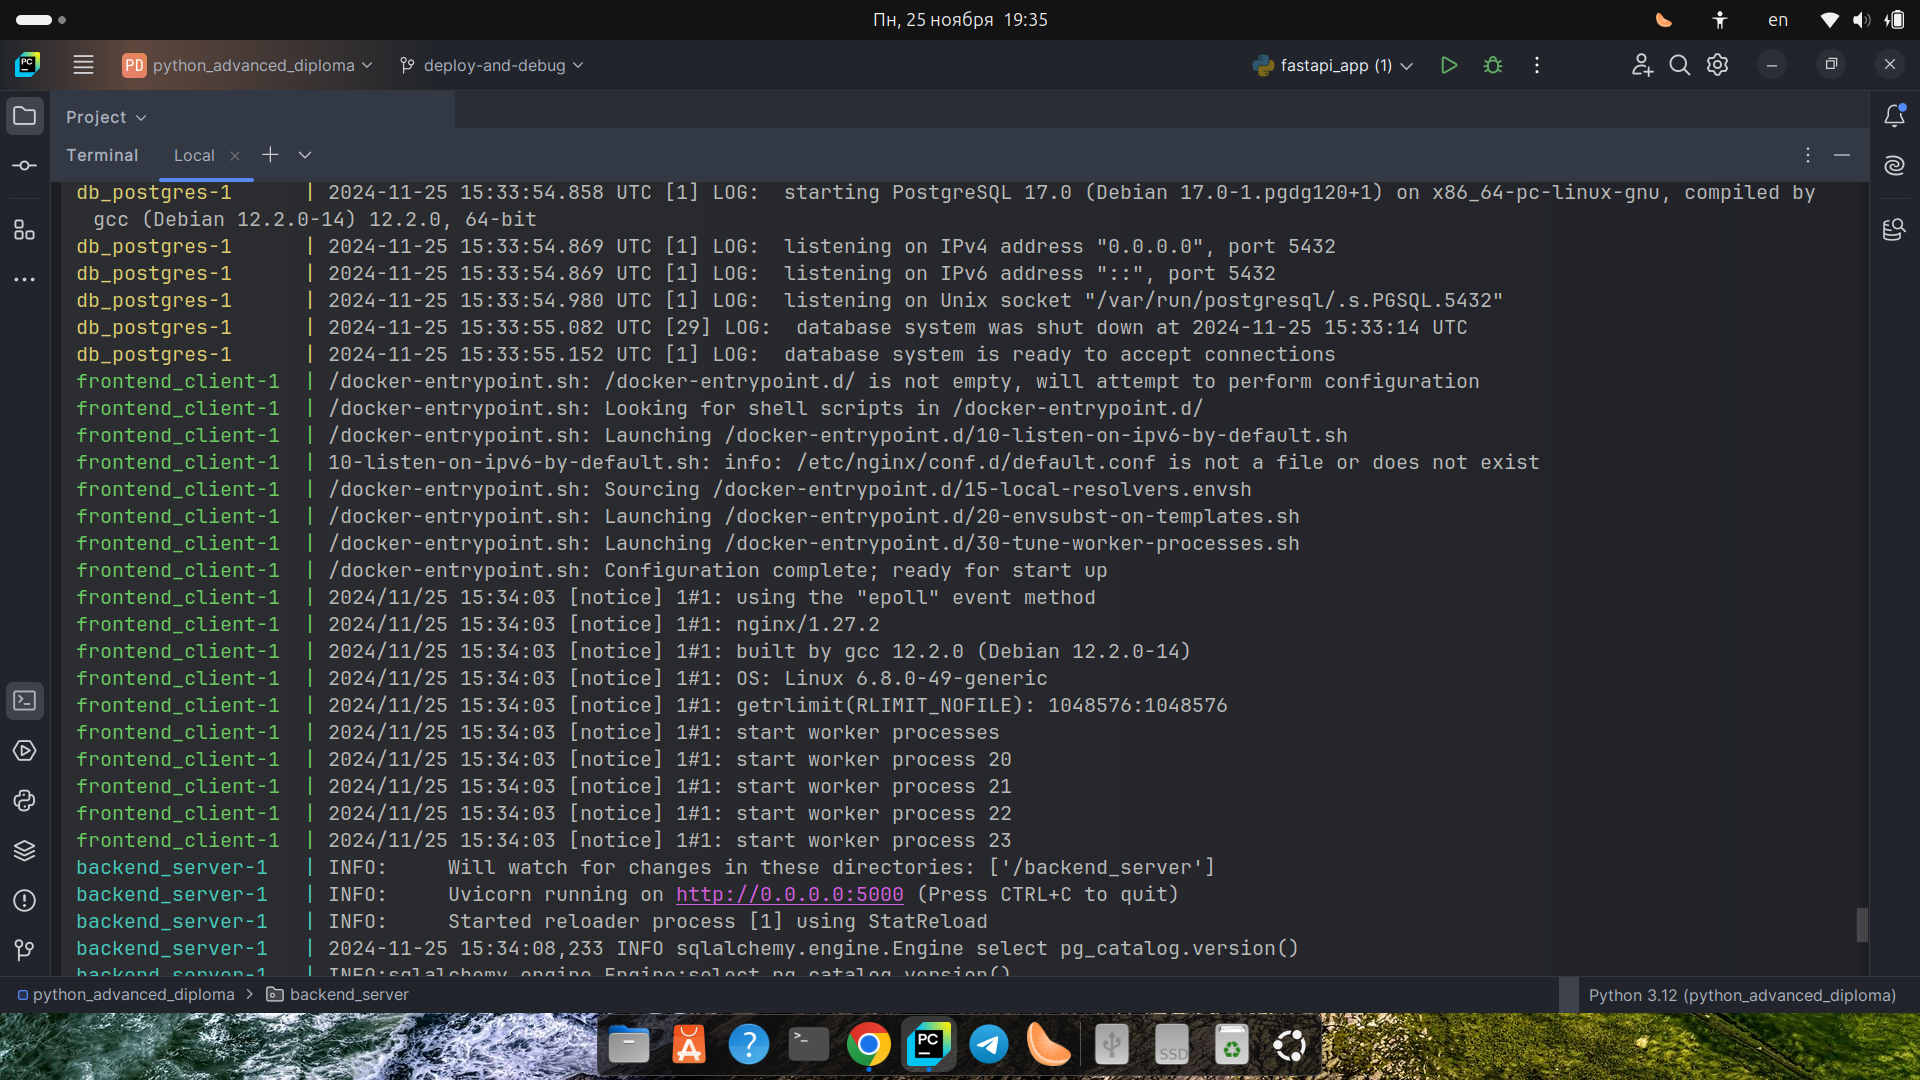 Пн, 25 ноября 19:35
en
PC
PD python_advanced_diploma
deploy-and-debug
fastapi_app (1)
Project
Terminal
Local
db_postgres-1 | 2024-11-25 15:33:54.858 UTC [1] LOG: starting PostgreSQL 17.0 (Debian 17.0-1.pgdg120+1) on x86_64-pc-linux-gnu, compiled by
gcc (Debian 12.2.0-14) 12.2.0, 64-bit
db_postgres-1 | 2024-11-25 15:33:54.869 UTC [1] LOG: listening on IPv4 address "0.0.0.0", port 5432
db_postgres-1 | 2024-11-25 15:33:54.869 UTC [1] LOG: listening on IPv6 address "::", port 5432
db_postgres-1 | 2024-11-25 15:33:54.980 UTC [1] LOG: listening on Unix socket "/var/run/postgresql/.s.PGSQL.5432"
db_postgres-1 | 2024-11-25 15:33:55.082 UTC [29] LOG: database system was shut down at 2024-11-25 15:33:14 UTC
db_postgres-1 | 2024-11-25 15:33:55.152 UTC [1] LOG: database system is ready to accept connections
frontend_client-1 | /docker-entrypoint.sh: /docker-entrypoint.d/ is not empty, will attempt to perform configuration
frontend_client-1 | /docker-entrypoint.sh: Looking for shell scripts in /docker-entrypoint.d/
frontend_client-1 | /docker-entrypoint.sh: Launching /docker-entrypoint.d/10-listen-on-ipv6-by-default.sh
frontend_client-1 | 10-listen-on-ipv6-by-default.sh: info: /etc/nginx/conf.d/default.conf is not a file or does not exist
frontend_client-1 | /docker-entrypoint.sh: Sourcing /docker-entrypoint.d/15-local-resolvers.envsh
frontend_client-1 | /docker-entrypoint.sh: Launching /docker-entrypoint.d/20-envsubst-on-templates.sh
frontend_client-1 | /docker-entrypoint.sh: Launching /docker-entrypoint.d/30-tune-worker-processes.sh
frontend_client-1 | /docker-entrypoint.sh: Configuration complete; ready for start up
frontend_client-1 | 2024/11/25 15:34:03 [notice] 1#1: using the "epoll" event method
frontend_client-1 | 2024/11/25 15:34:03 [notice] 1#1: nginx/1.27.2
frontend_client-1 | 2024/11/25 15:34:03 [notice] 1#1: built by gcc 12.2.0 (Debian 12.2.0-14)
frontend_client-1 | 2024/11/25 15:34:03 [notice] 1#1: OS: Linux 6.8.0-49-generic
frontend_client-1 | 2024/11/25 15:34:03 [notice] 1#1: getrlimit(RLIMIT_NOFILE): 1048576:1048576
frontend_client-1 | 2024/11/25 15:34:03 [notice] 1#1: start worker processes
frontend_client-1 | 2024/11/25 15:34:03 [notice] 1#1: start worker process 20
frontend_client-1 | 2024/11/25 15:34:03 [notice] 1#1: start worker process 21
frontend_client-1 | 2024/11/25 15:34:03 [notice] 1#1: start worker process 22
frontend_client-1 | 2024/11/25 15:34:03 [notice] 1#1: start worker process 23
backend_server-1 | INFO: Will watch for changes in these directories: ['/backend_server']
backend_server-1 | INFO: Uvicorn running on http://0.0.0.0:5000 (Press CTRL+C to quit)
backend_server-1 | INFO: Started reloader process [1] using StatReload
backend_server-1 | 2024-11-25 15:34:08,233 INFO sqlalchemy.engine.Engine select pg_catalog.version()
backend_server-1 | INFO:sqlalchemy.engine.Engine:select pg_catalog.version()
python_advanced_diploma > backend_server
Python 3.12 (python_advanced_diploma)
PC
SSD